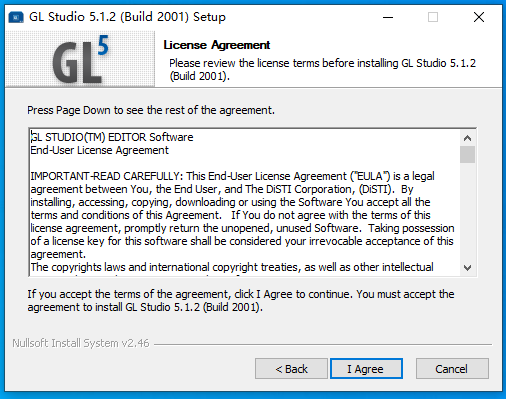 GL Studio 5.1.2 (Build 2001) Setup
GL5
License Agreement
Please review the license terms before installing GL Studio 5.1.2
(Build 2001).
Press Page Down to see the rest of the agreement.
GL STUDIO(TM) EDITOR Software
End-User License Agreement
IMPORTANT-READ CAREFULLY: This End-User License Agreement ("EULA") is a legal
agreement between You, the End User, and The DiSTI Corporation, (DiSTI).  By
installing, accessing, copying, downloading or using the Software You accept all the
terms and conditions of this Agreement.   If You do not agree with the terms of this
license agreement, promptly return the unopened, unused Software.  Taking possession
of a license key for this software shall be considered your irrevocable acceptance of this
agreement.
The copyrights laws and international copyright treaties, as well as other intellectual
If you accept the terms of the agreement, click I Agree to continue. You must accept the
agreement to install GL Studio 5.1.2 (Build 2001).
Nullsoft Install System v2.46
< Back
I Agree
Cancel